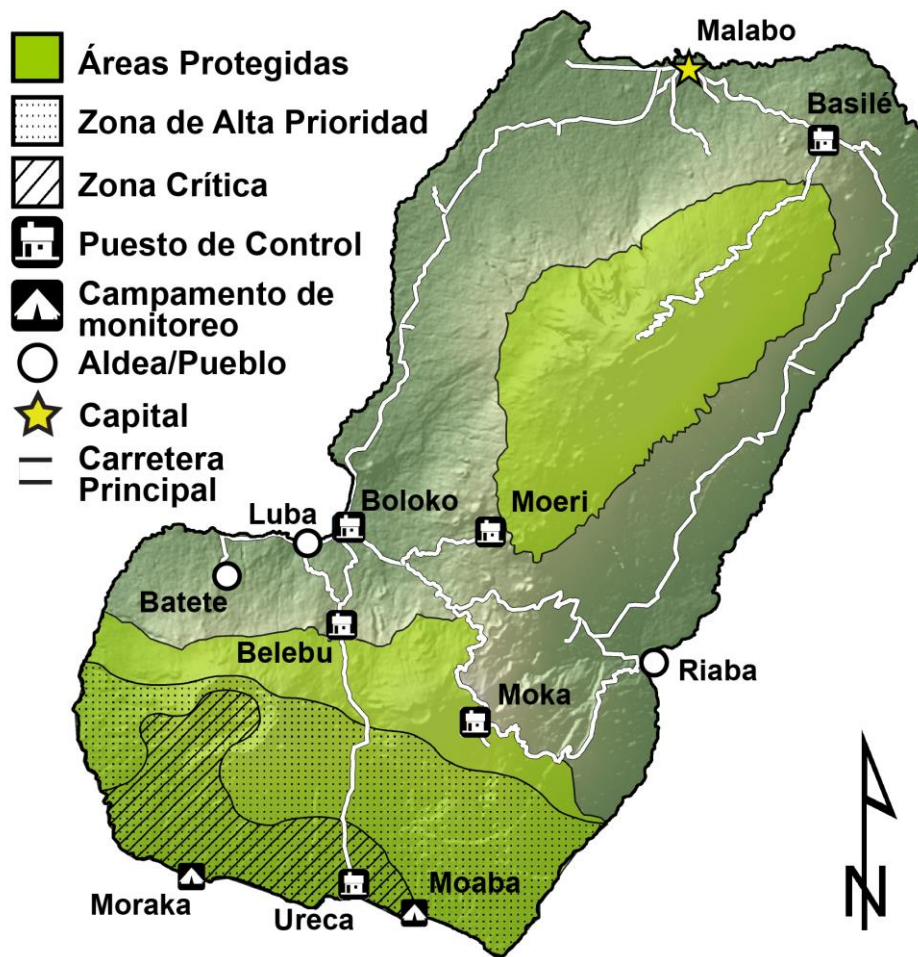 Áreas Protegidas
Zona de Alta Prioridad
Zona Crítica
Puesto de Control
Campamento de
monitoreo
Aldea/Pueblo
Capital
Carretera
Principal
Malabo
Basilé
Luba
Boloko
Moeri
Batete
Belebu
Moka
Riaba
Moraka
Ureca
Moaba
N